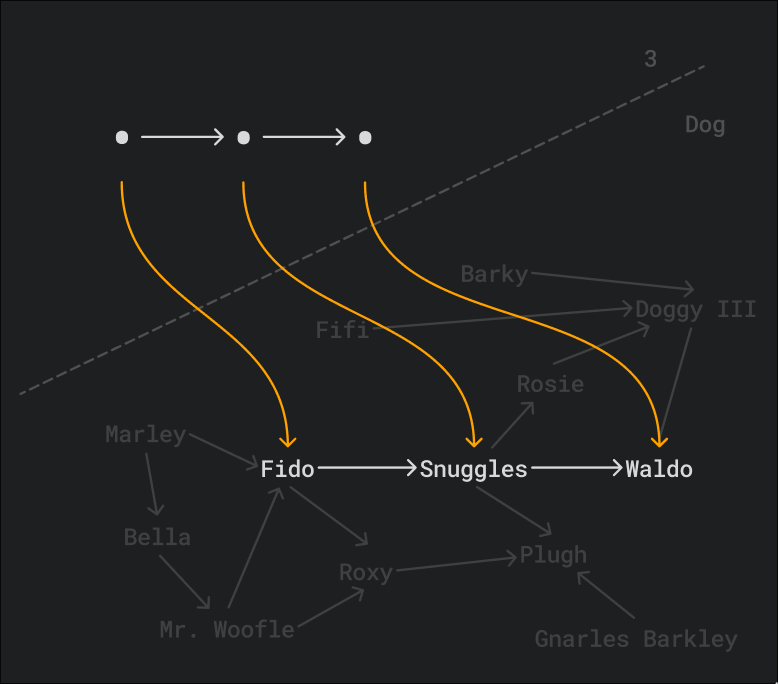 3
Dog
Barky
Doggy III
Fifi
Rosie
Marley
Fido
Snuggles
Waldo
Bella
Plugh
Roxy
Mr. Woofle
Gnarles Barkley